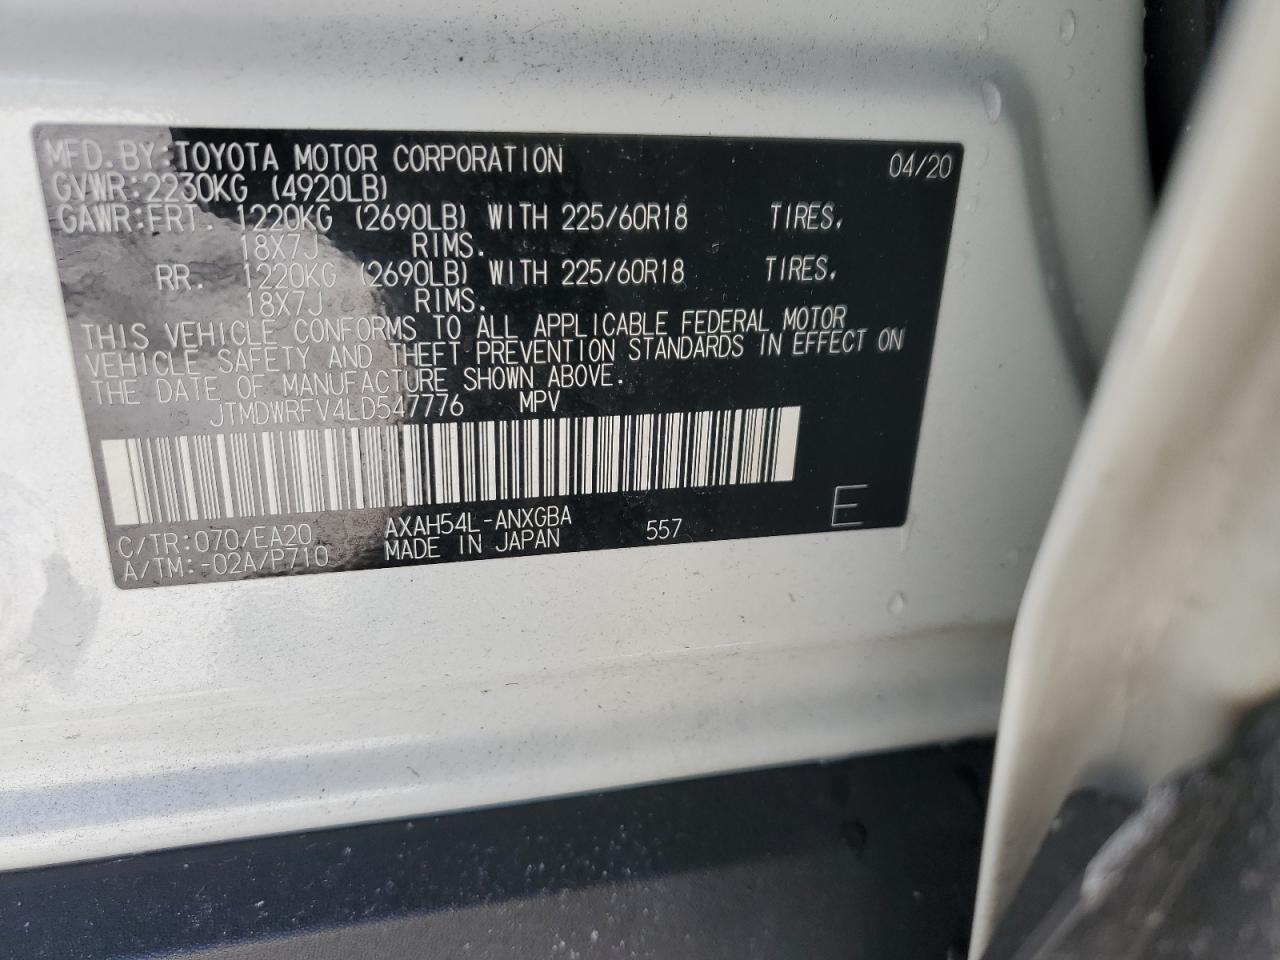 MFD.BY:TOYOTA MOTOR CORPORATION 04/20
GVWR:2230KG (4920LB)
GAWR:FRT. 1220KG (2690LB) WITH 225/60R18 TIRES,
18X7J RIMS.
RR. 1220KG (2690LB) WITH 225/60R18 TIRES,
18X7J RIMS.
THIS VEHICLE CONFORMS TO ALL APPLICABLE FEDERAL MOTOR
VEHICLE SAFETY AND THEFT PREVENTION STANDARDS IN EFFECT ON
THE DATE OF MANUFACTURE SHOWN ABOVE.
JTMDWRFV4LD547776 MPV
C/TR:070/EA20 AXAH54L-ANXGBA 557 E
A/TM:-02A/P710 MADE IN JAPAN